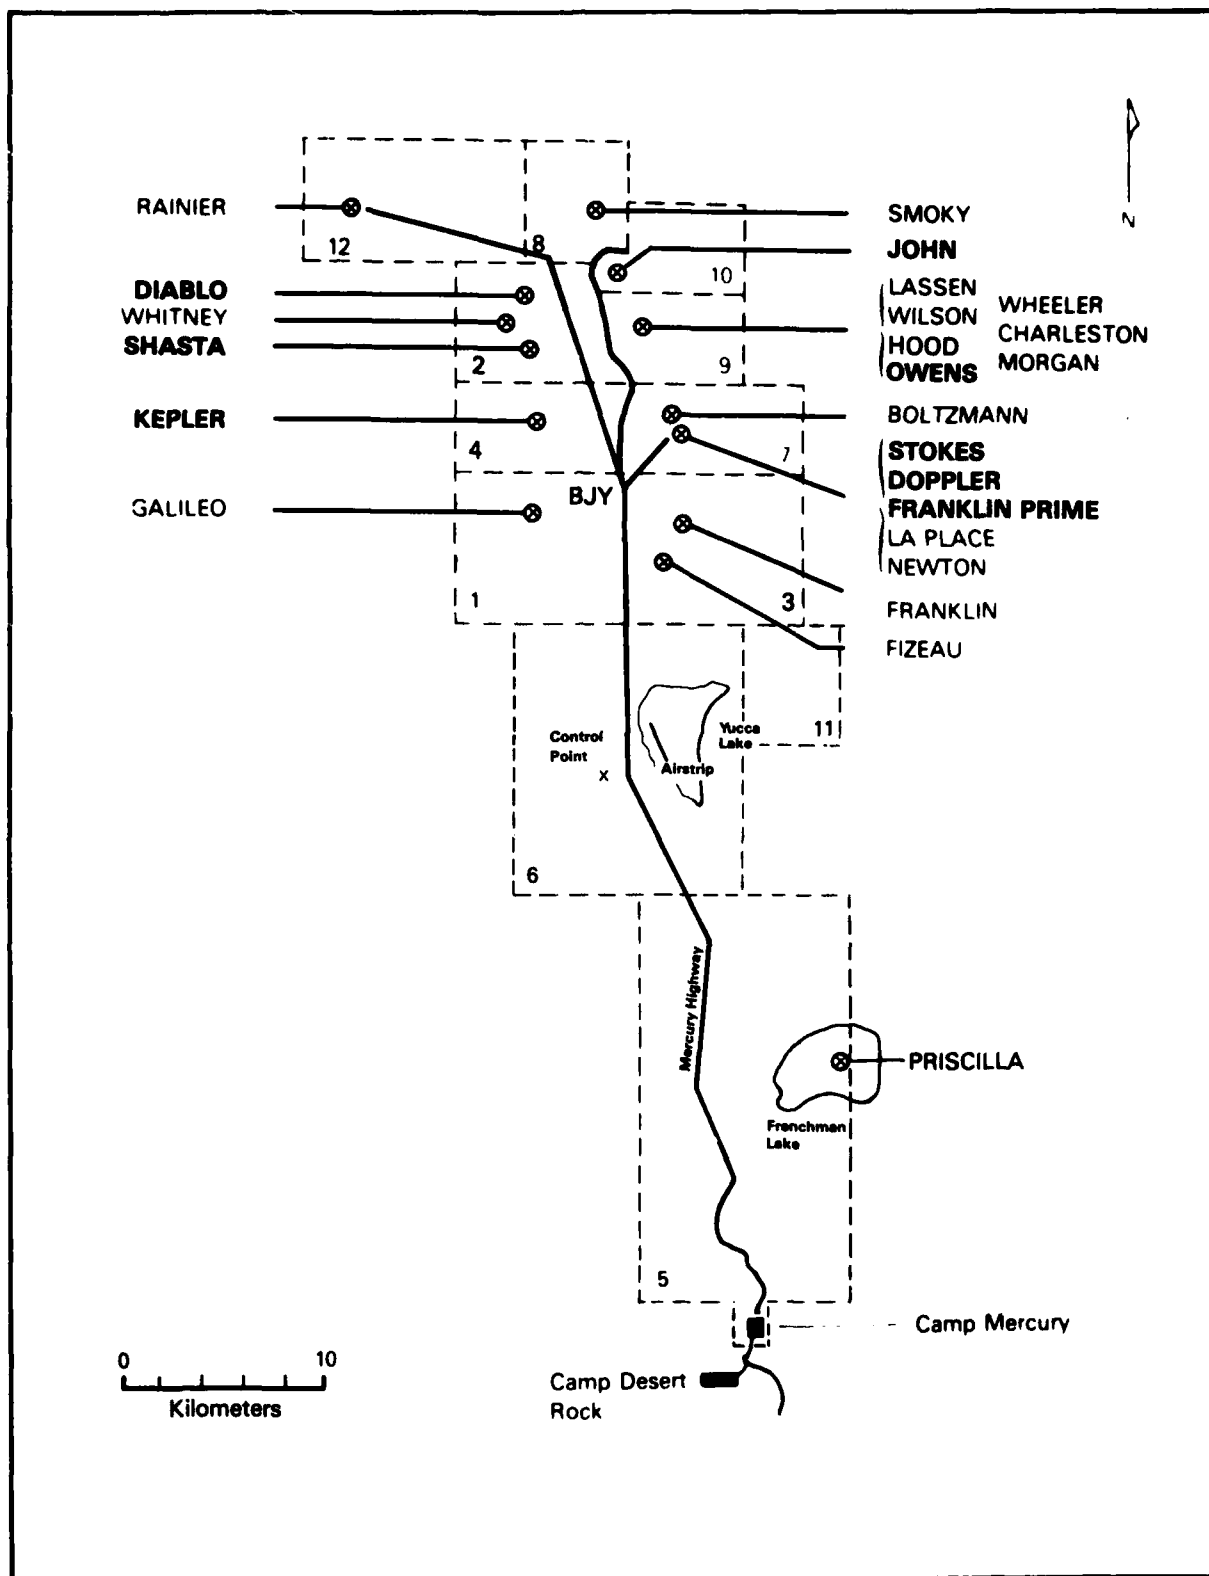 N
RAINIER
12
8
SMOKY
JOHN
10
DIABLO
WHITNEY
SHASTA
2
9
LASSEN
WILSON
HOOD
OWENS
WHEELER
CHARLESTON
MORGAN
KEPLER
4
7
BOLTZMANN
STOKES
DOPPLER
FRANKLIN PRIME
LA PLACE
NEWTON
GALILEO
BJY
1
3
FRANKLIN
FIZEAU
11
Control
Point
x
Yucca
Lake
Airstrip
6
Mercury Highway
PRISCILLA
Frenchman
Lake
5
Camp Mercury
Camp Desert
Rock
0 10
Kilometers